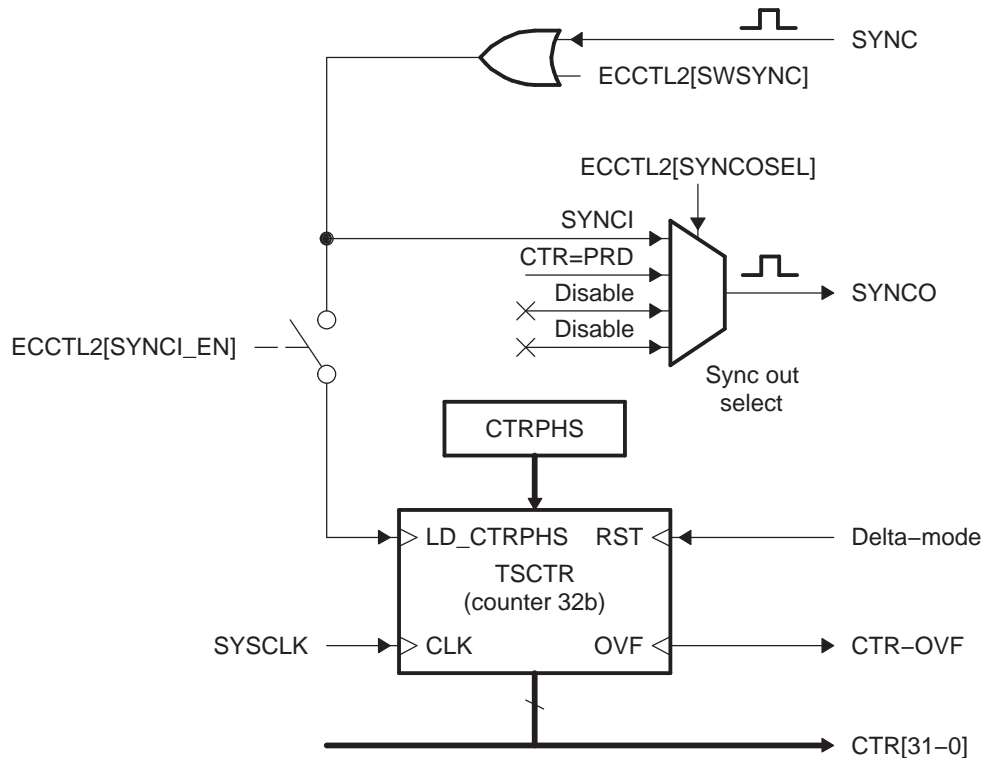 SYNC
ECCTL2[SWSYNC]
ECCTL2[SYNCOSEL]
SYNCI
CTR=PRD
Disable
Disable
SYNCO
ECCTL2[SYNCI_EN]
Sync out
select
CTRPHS
LD_CTRPHS
RST
Delta−mode
TSCTR
(counter 32b)
SYSCLK
CLK
OVF
CTR−OVF
CTR[31−0]